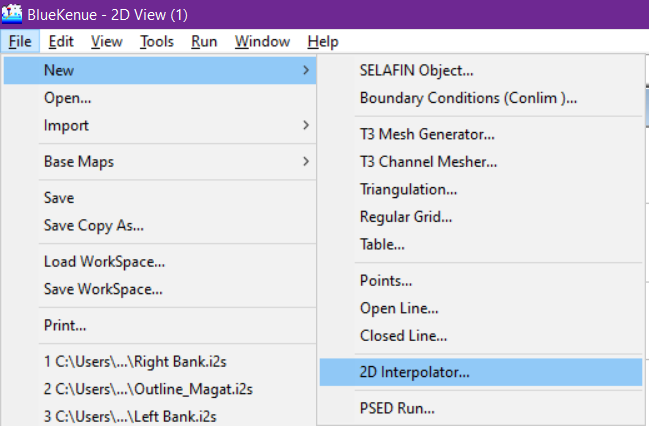 BlueKenue - 2D View (1)
File Edit View Tools Run Window Help
New
Open...
Import
Base Maps
Save
Save Copy As...
Load WorkSpace...
Save WorkSpace...
Print...
1 C:\Users\...\Right Bank.i2s
2 C:\Users\...\Outline_Magat.i2s
3 C:\Users\...\Left Bank.i2s
SELAFIN Object...
Boundary Conditions (Conlim )...
T3 Mesh Generator...
T3 Channel Mesher...
Triangulation...
Regular Grid...
Table...
Points...
Open Line...
Closed Line...
2D Interpolator...
PSED Run...